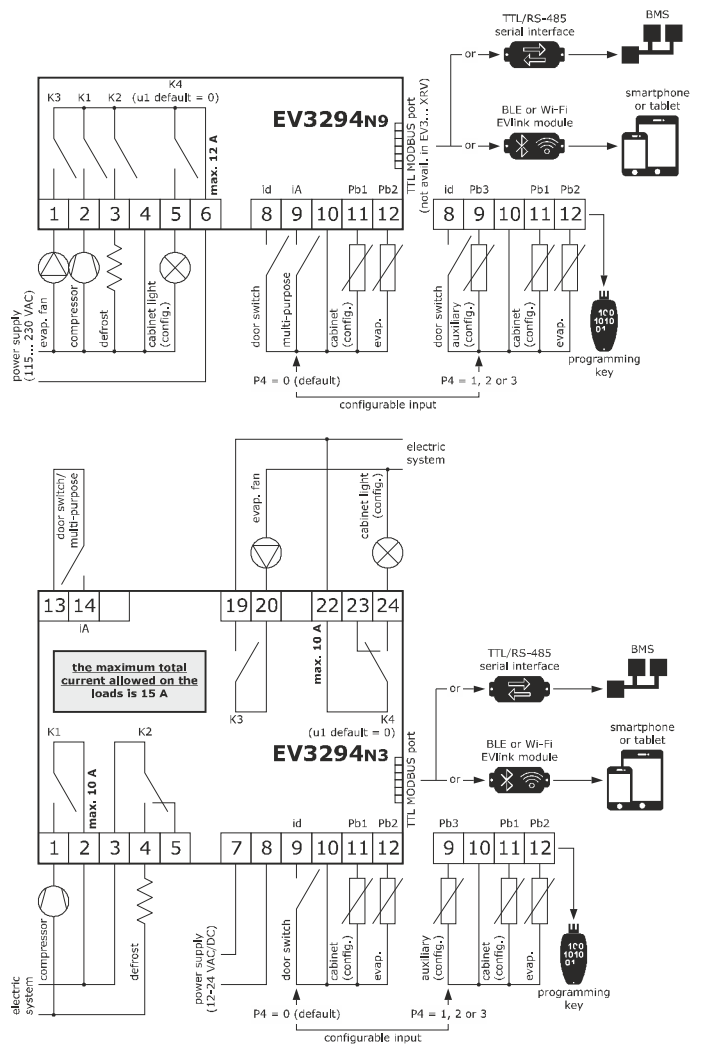 TTL/RS-485
serial interface
BMS
or
K4
K3 K1 K2 (u1 default = 0)
EV3294N9
max. 12 A
TTL MODBUS port
(not avail. in EV3... XRV)
BLE or Wi-Fi
EVlink module
smartphone
or tablet
or
id iA Pb1 Pb2
id Pb3 Pb1 Pb2
1 2 3 4 5 6
8 9 10 11 12
8 9 10 11 12
power supply
(115... 230 VAC)
evap. fan
compressor
defrost
cabinet light
(config.)
door switch
multi-purpose
cabinet
(config.)
evap.
door switch
auxiliary
(config.)
cabinet
(config.)
evap.
100
1010
01
programming
key
P4 = 0 (default)
P4 = 1, 2 or 3
configurable input
electric
system
door switch/
multi-purpose
evap. fan
cabinet light
(config.)
13 14
19 20 22 23 24
iA
the maximum total
current allowed on the
loads is 15 A
max. 10 A
K3
K4
(u1 default = 0)
TTL/RS-485
serial interface
BMS
or
K1
K2
max. 10 A
EV3294N3
TTL MODBUS port
BLE or Wi-Fi
EVlink module
smartphone
or tablet
or
id Pb1 Pb2
Pb3 Pb1 Pb2
1 2 3 4 5
7 8 9 10 11 12
9 10 11 12
compressor
defrost
electric
system
power supply
(12-24 VAC/DC)
door switch
cabinet
(config.)
evap.
auxiliary
(config.)
cabinet
(config.)
evap.
100
1010
01
programming
key
P4 = 0 (default)
P4 = 1, 2 or 3
configurable input